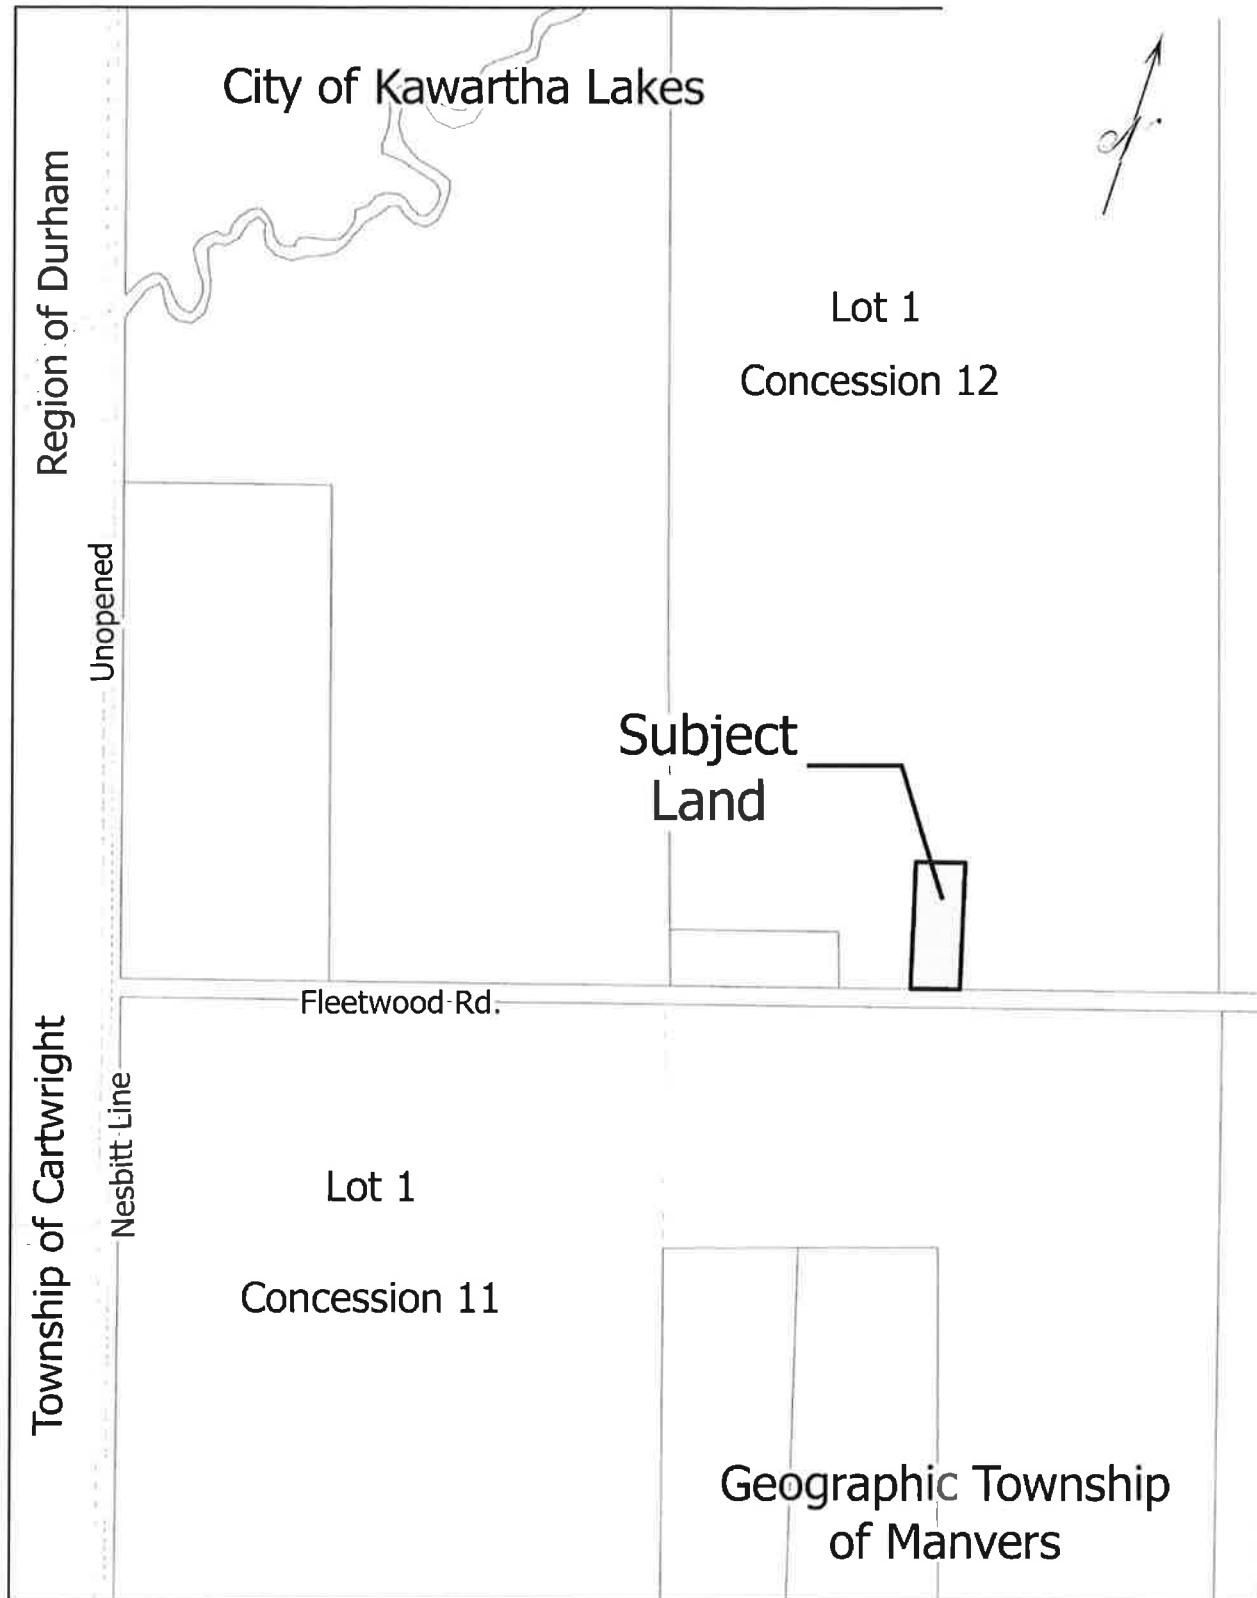 City of Kawartha Lakes
Region of Durham
Lot 1
Concession 12
Unopened
Subject
Land
Fleetwood Rd.
Township of Cartwright
Nesbitt Line
Lot 1
Concession 11
Geographic Township
of Manvers